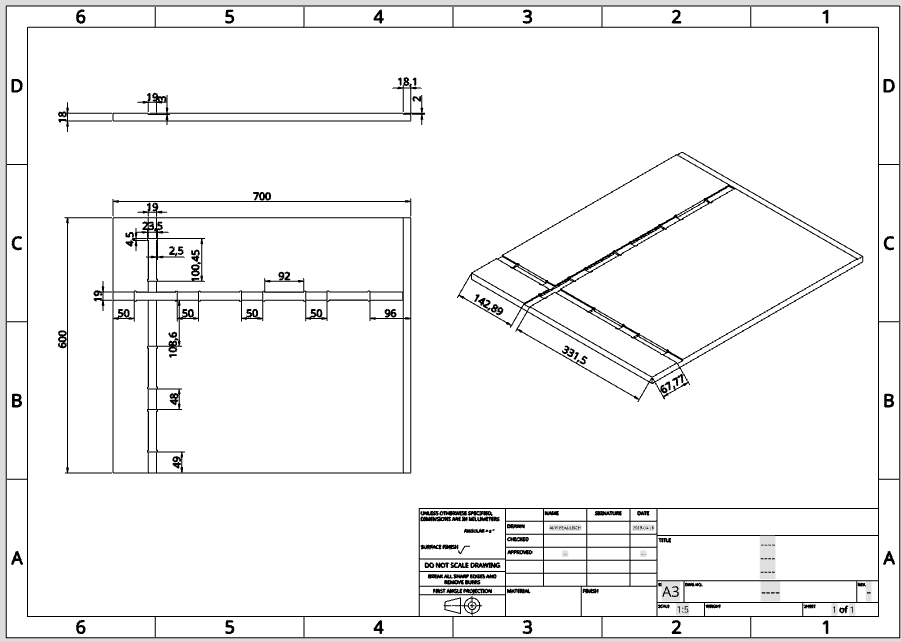 6 5 4 3 2 1
D D
18,1
19 3 2
18
700
19
C C
23,5
4,5
2,5
100,45
92
19
50 50 50 50 96
142,89
600
108,6
331,5
67,77
B B
48
49
UNLESS OTHERWISE SPECIFIED,
DIMENSIONS ARE IN MILLIMETERS
ANGULAR = ±°
SURFACE FINISH
DO NOT SCALE DRAWING
BREAK ALL SHARP EDGES AND
REMOVE BURRS
FIRST ANGLE PROJECTION
NAME SIGNATURE DATE
DRAWN
CHECKED
APPROVED
MATERIAL FINISH
TITLE
----
----
----
A A
A3 DWG NO. ---- REV. -
SCALE 1:5 WEIGHT SHEET 1 of 1
6 5 4 3 2 1